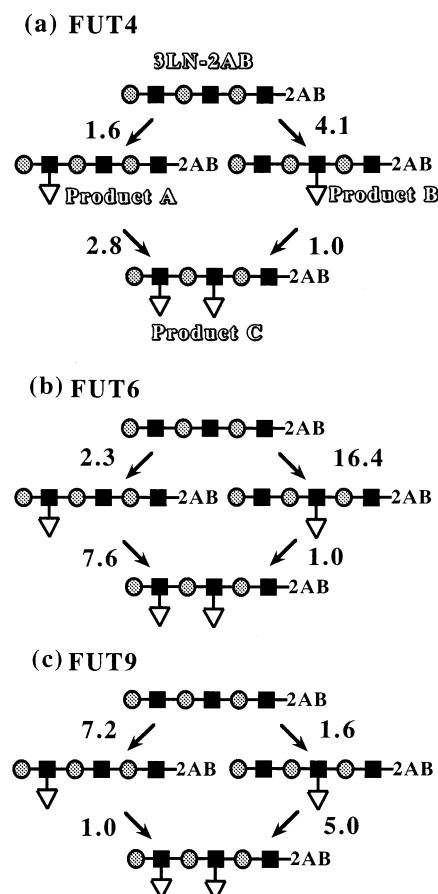 (a) FUT4
3LN-2AB
2AB
1.6 4.1
2AB 2AB
Product A Product B
2.8 1.0
2AB
Product C
(b) FUT6
2AB
2.3 16.4
2AB 2AB
7.6 1.0
2AB
(c) FUT9
2AB
7.2 1.6
2AB 2AB
1.0 5.0
2AB